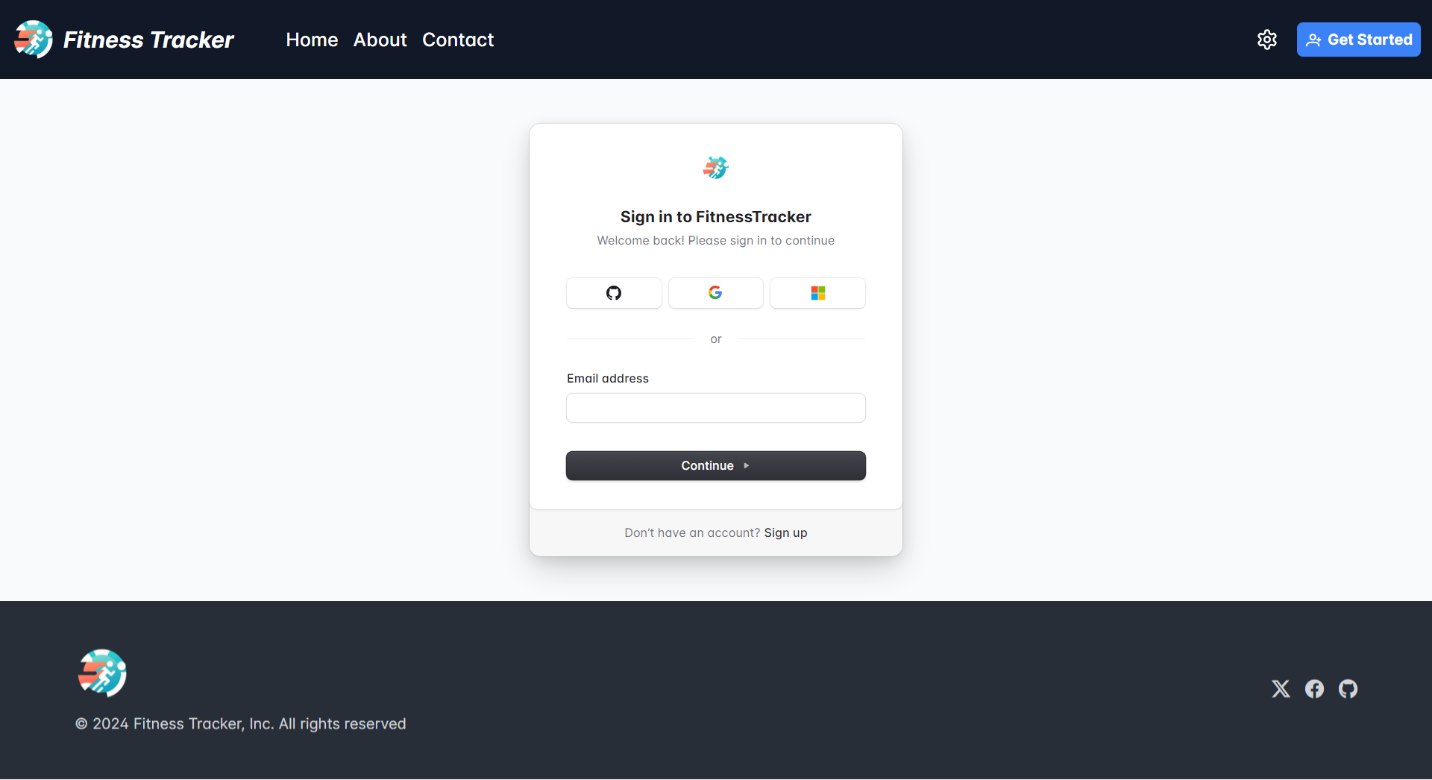 Fitness Tracker Home About Contact Get Started
Sign in to FitnessTracker
Welcome back! Please sign in to continue
or
Email address
Continue
Don't have an account? Sign up
© 2024 Fitness Tracker, Inc. All rights reserved